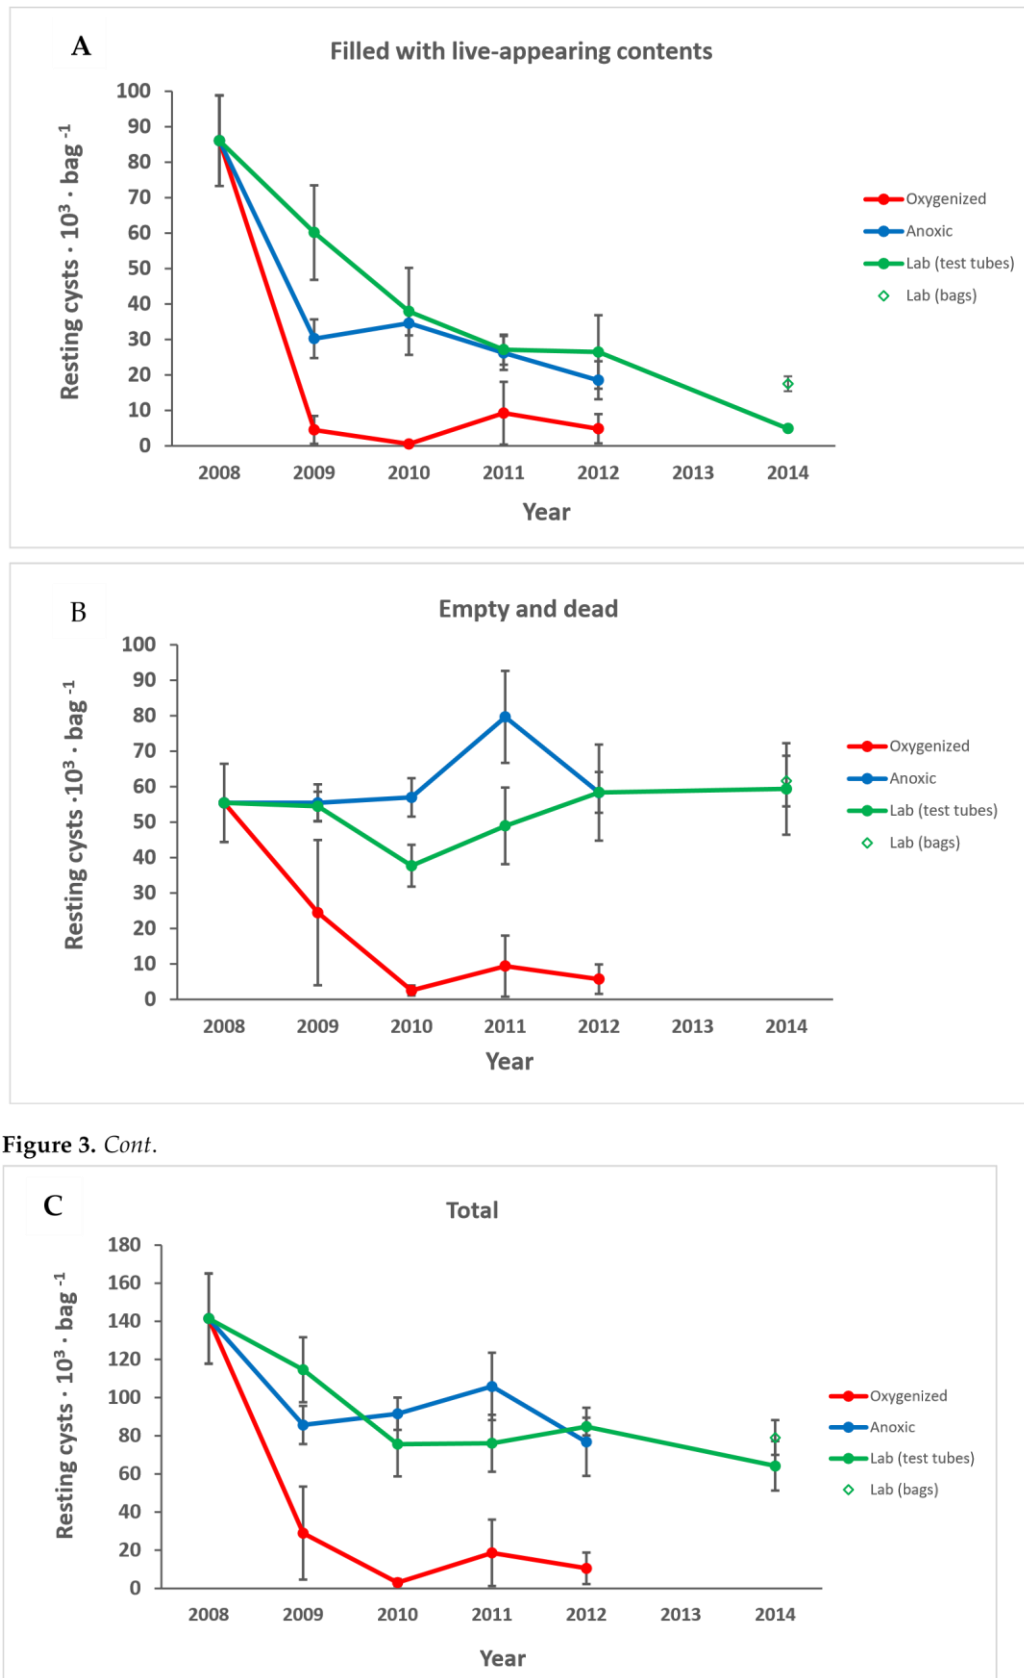 A
Filled with live-appearing contents
Resting cysts · 10³ · bag ⁻¹
100
90
80
70
60
50
40
30
20
10
0
2008 2009 2010 2011 2012 2013 2014
Year
Oxygenized
Anoxic
Lab (test tubes)
Lab (bags)
B
Empty and dead
Resting cysts ·10³ · bag ⁻¹
100
90
80
70
60
50
40
30
20
10
0
2008 2009 2010 2011 2012 2013 2014
Year
Oxygenized
Anoxic
Lab (test tubes)
Lab (bags)
Figure 3. Cont.
C
Total
Resting cysts · 10³ · bag ⁻¹
180
160
140
120
100
80
60
40
20
0
2008 2009 2010 2011 2012 2013 2014
Year
Oxygenized
Anoxic
Lab (test tubes)
Lab (bags)